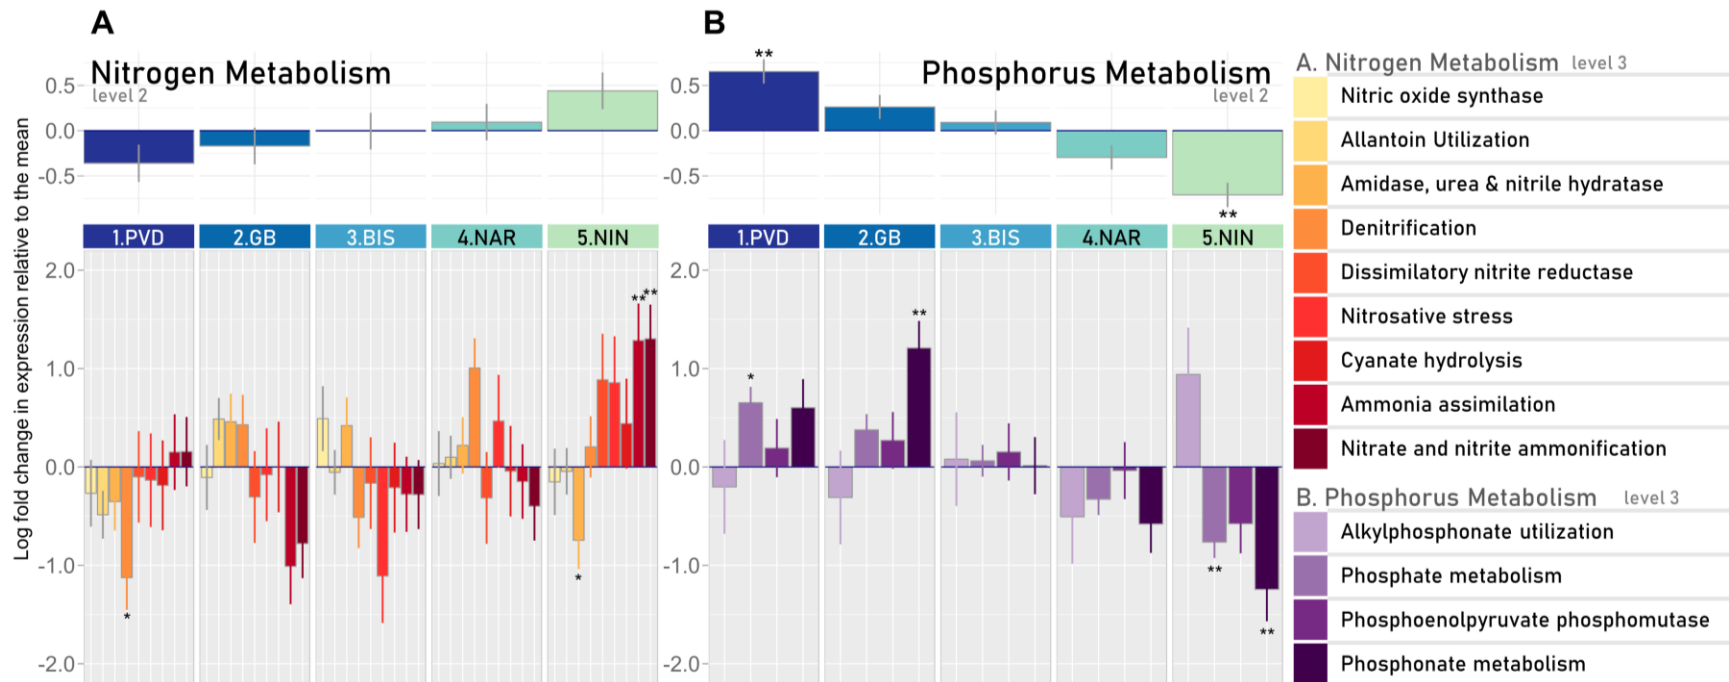 A
B
Nitrogen Metabolism
level 2
Phosphorus Metabolism
level 2
Log fold change in expression relative to the mean
0.5
0.0
-0.5
0.5
0.0
-0.5
**
**
1.PVD
2.GB
3.BIS
4.NAR
5.NIN
1.PVD
2.GB
3.BIS
4.NAR
5.NIN
2.0
1.0
0.0
-1.0
-2.0
2.0
1.0
0.0
-1.0
-2.0
*
*
**
**
*
**
**
**
A. Nitrogen Metabolism level 3
Nitric oxide synthase
Allantoin Utilization
Amidase, urea & nitrile hydratase
Denitrification
Dissimilatory nitrite reductase
Nitrosative stress
Cyanate hydrolysis
Ammonia assimilation
Nitrate and nitrite ammonification
B. Phosphorus Metabolism level 3
Alkylphosphonate utilization
Phosphate metabolism
Phosphoenolpyruvate phosphomutase
Phosphonate metabolism